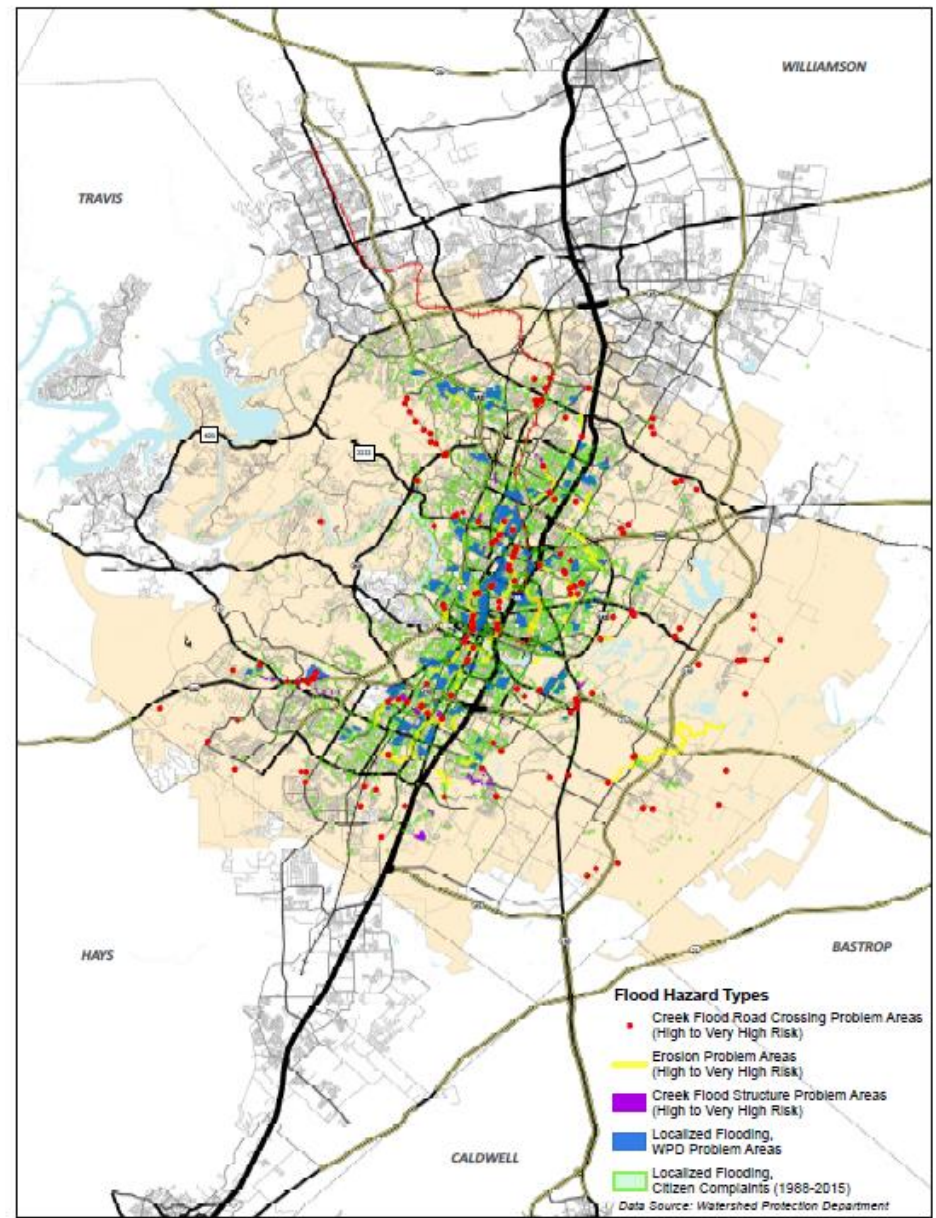 WILLIAMSON
TRAVIS
2222
HAYS
BASTROP
CALDWELL
Flood Hazard Types
Creek Flood Road Crossing Problem Areas
(High to Very High Risk)
Erosion Problem Areas
(High to Very High Risk)
Creek Flood Structure Problem Areas
(High to Very High Risk)
Localized Flooding,
WPD Problem Areas
Localized Flooding,
Citizen Complaints (1988-2015)
Data Source: Watershed Protection Department